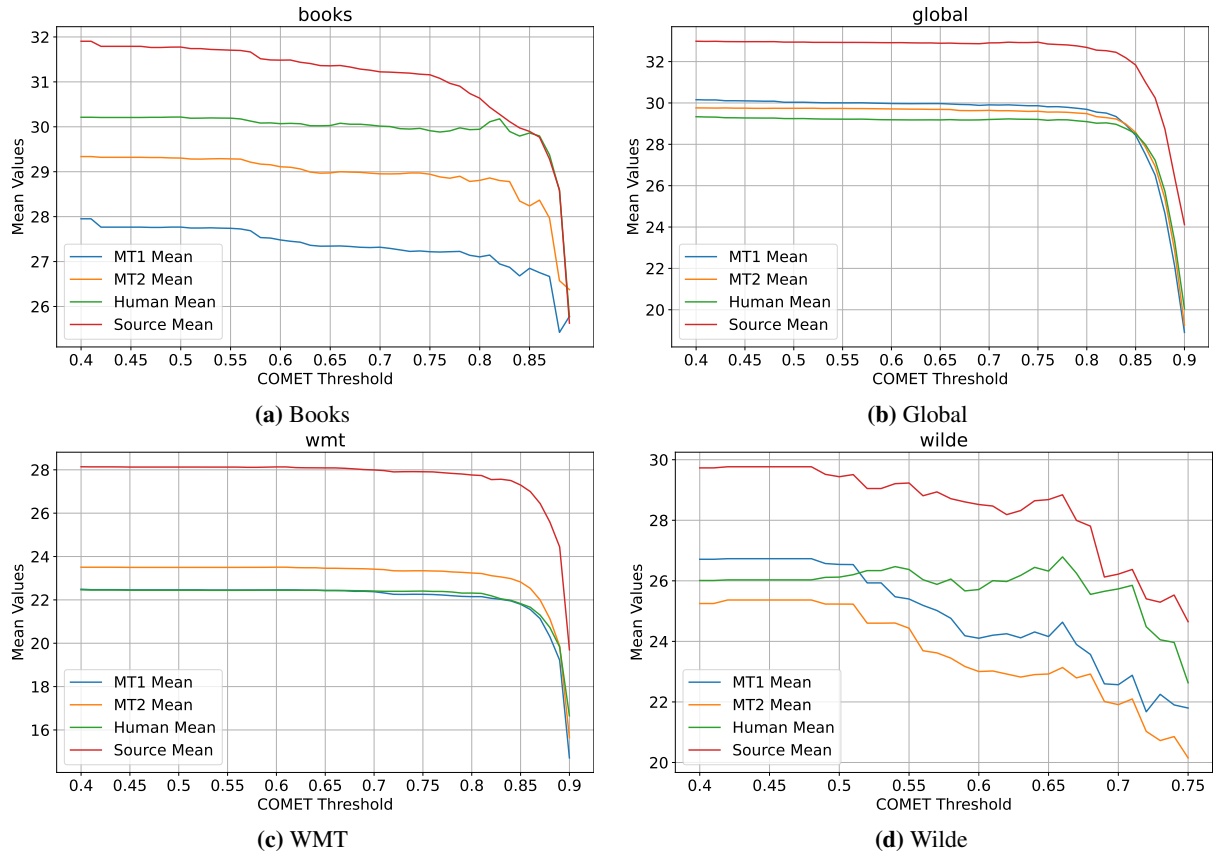 books
32
31
30
29
28
27
26
Mean Values
MT1 Mean
MT2 Mean
Human Mean
Source Mean
0.4 0.45 0.5 0.55 0.6 0.65 0.7 0.75 0.8 0.85
COMET Threshold
(a) Books
global
32
30
28
26
24
22
20
Mean Values
MT1 Mean
MT2 Mean
Human Mean
Source Mean
0.4 0.45 0.5 0.55 0.6 0.65 0.7 0.75 0.8 0.85 0.9
COMET Threshold
(b) Global
wmt
28
26
24
22
20
18
16
Mean Values
MT1 Mean
MT2 Mean
Human Mean
Source Mean
0.4 0.45 0.5 0.55 0.6 0.65 0.7 0.75 0.8 0.85 0.9
COMET Threshold
(c) WMT
wilde
30
28
26
24
22
20
Mean Values
MT1 Mean
MT2 Mean
Human Mean
Source Mean
0.4 0.45 0.5 0.55 0.6 0.65 0.7 0.75
COMET Threshold
(d) Wilde